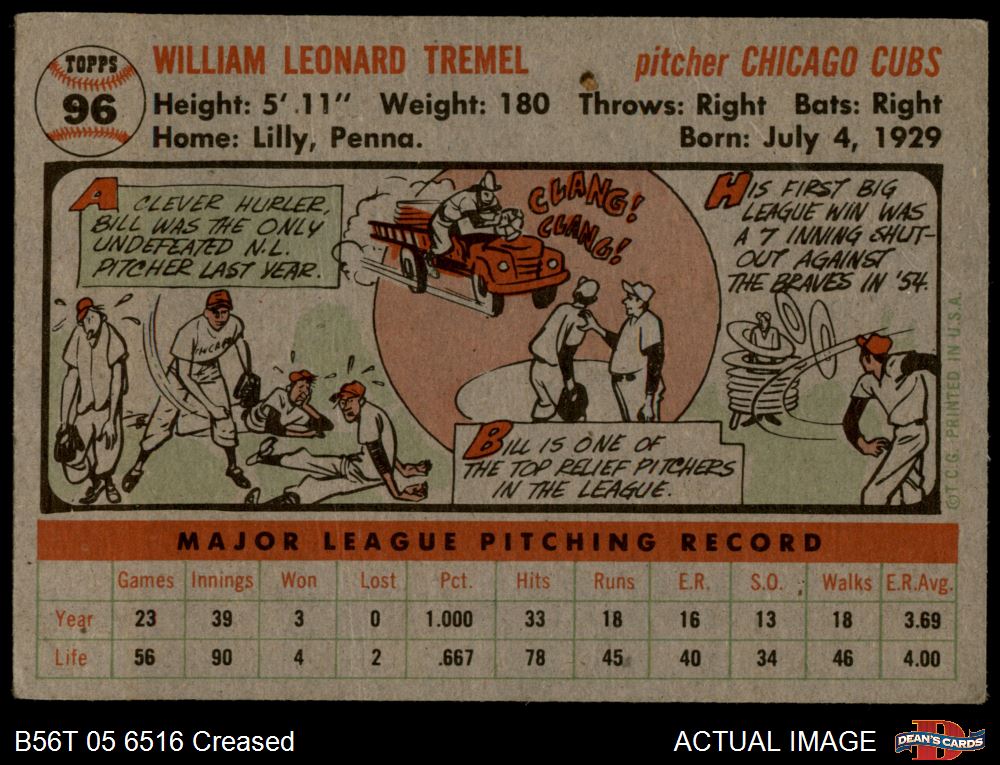 TOPPS
96
WILLIAM LEONARD TREMEL
pitcher CHICAGO CUBS
Height: 5' 11" Weight: 180 Throws: Right Bats: Right
Home: Lilly, Penna. Born: July 4, 1929
A CLEVER HURLER,
BILL WAS THE ONLY
UNDEFEATED N.L.
PITCHER LAST YEAR.
CLANG!
CLANG!
BILL IS ONE OF
THE TOP RELIEF PITCHERS
IN THE LEAGUE.
HIS FIRST BIG
LEAGUE WIN WAS
A 7 INNING SHUT-
OUT AGAINST
THE BRAVES IN '54.
©T.C.G. PRINTED IN U.S.A.
MAJOR LEAGUE PITCHING RECORD
Games Innings Won Lost Pct. Hits Runs E.R. S.O. Walks E.R.Avg.
Year 23 39 3 0 1.000 33 18 16 13 18 3.69
Life 56 90 4 2 .667 78 45 40 34 46 4.00
B56T 05 6516 Creased
ACTUAL IMAGE
DEAN'S CARDS